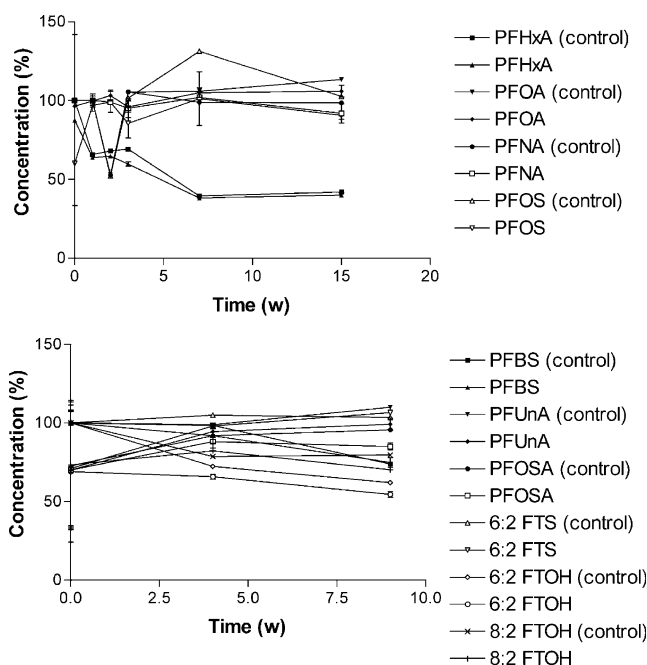 150
100
50
0
Concentration (%)
0 5 10 15 20
Time (w)
PFHxA (control)
PFHxA
PFOA (control)
PFOA
PFNA (control)
PFNA
PFOS (control)
PFOS
150
100
50
0
Concentration (%)
0.0 2.5 5.0 7.5 10.0
Time (w)
PFBS (control)
PFBS
PFUnA (control)
PFUnA
PFOSA (control)
PFOSA
6:2 FTS (control)
6:2 FTS
6:2 FTOH (control)
6:2 FTOH
8:2 FTOH (control)
8:2 FTOH